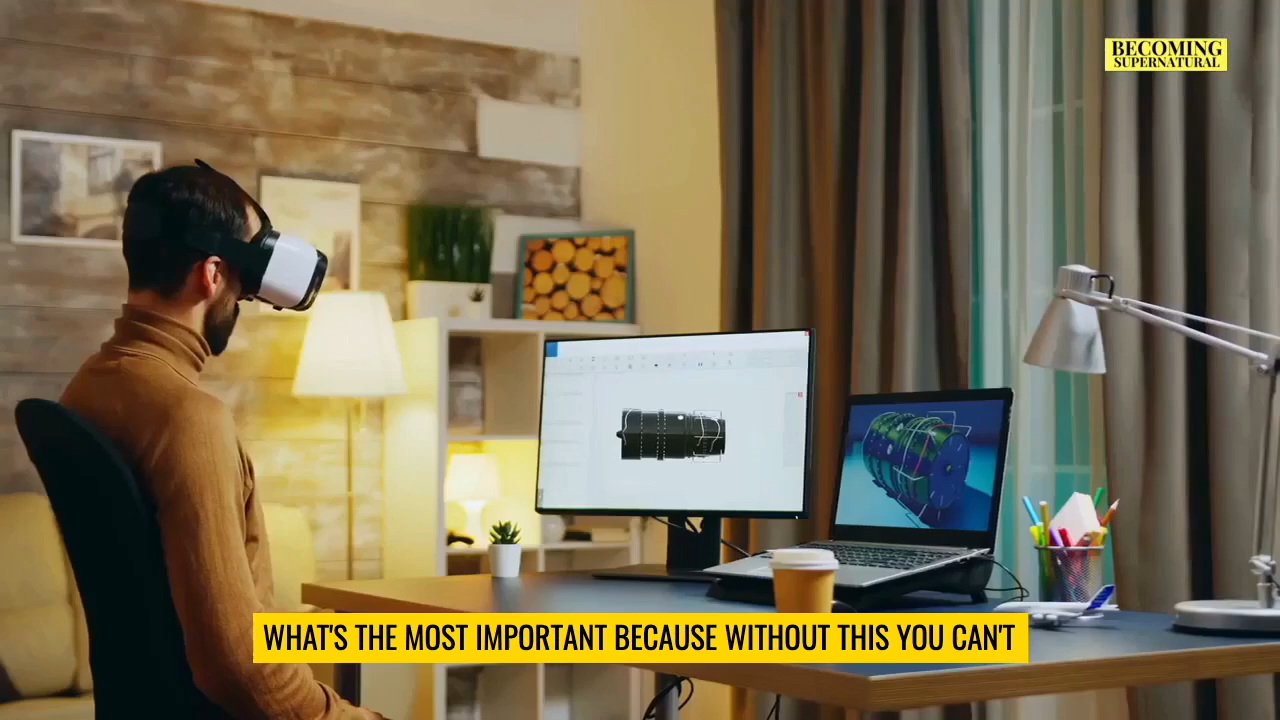 BECOMING
SUPERNATURAL
WHAT'S THE MOST IMPORTANT BECAUSE WITHOUT THIS YOU CAN'T